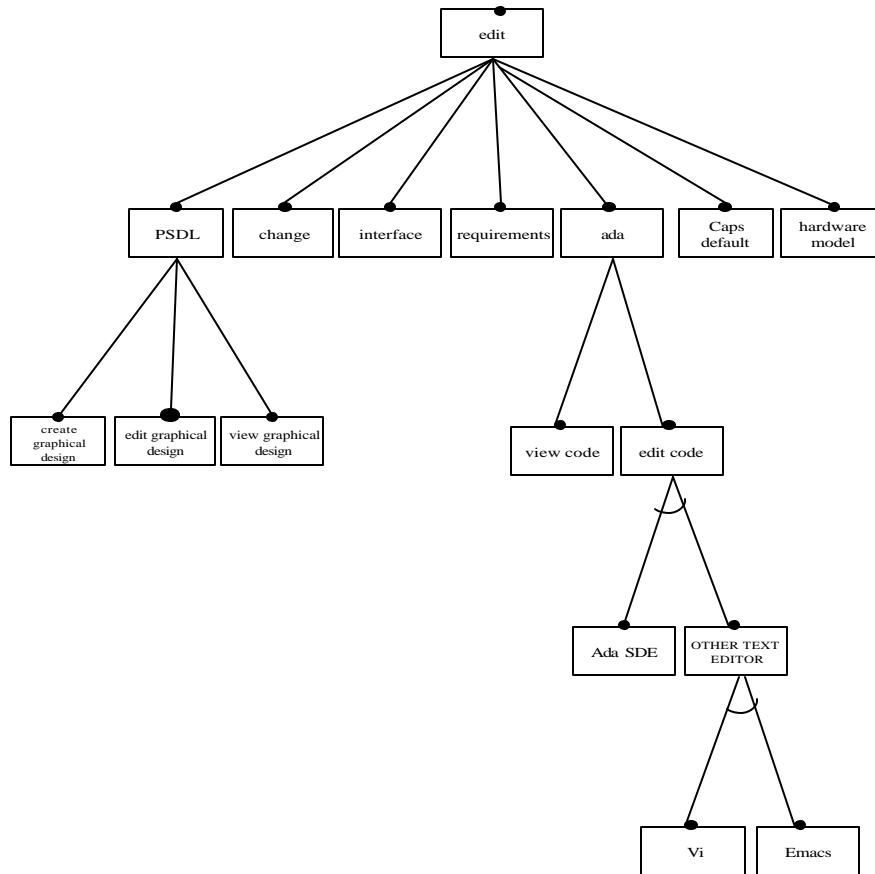 edit
PSDL
change
interface
requirements
ada
Caps
default
hardware
model
create
graphical
design
edit graphical
design
view graphical
design
view code
edit code
Ada SDE
OTHER TEXT
EDITOR
Vi
Emacs